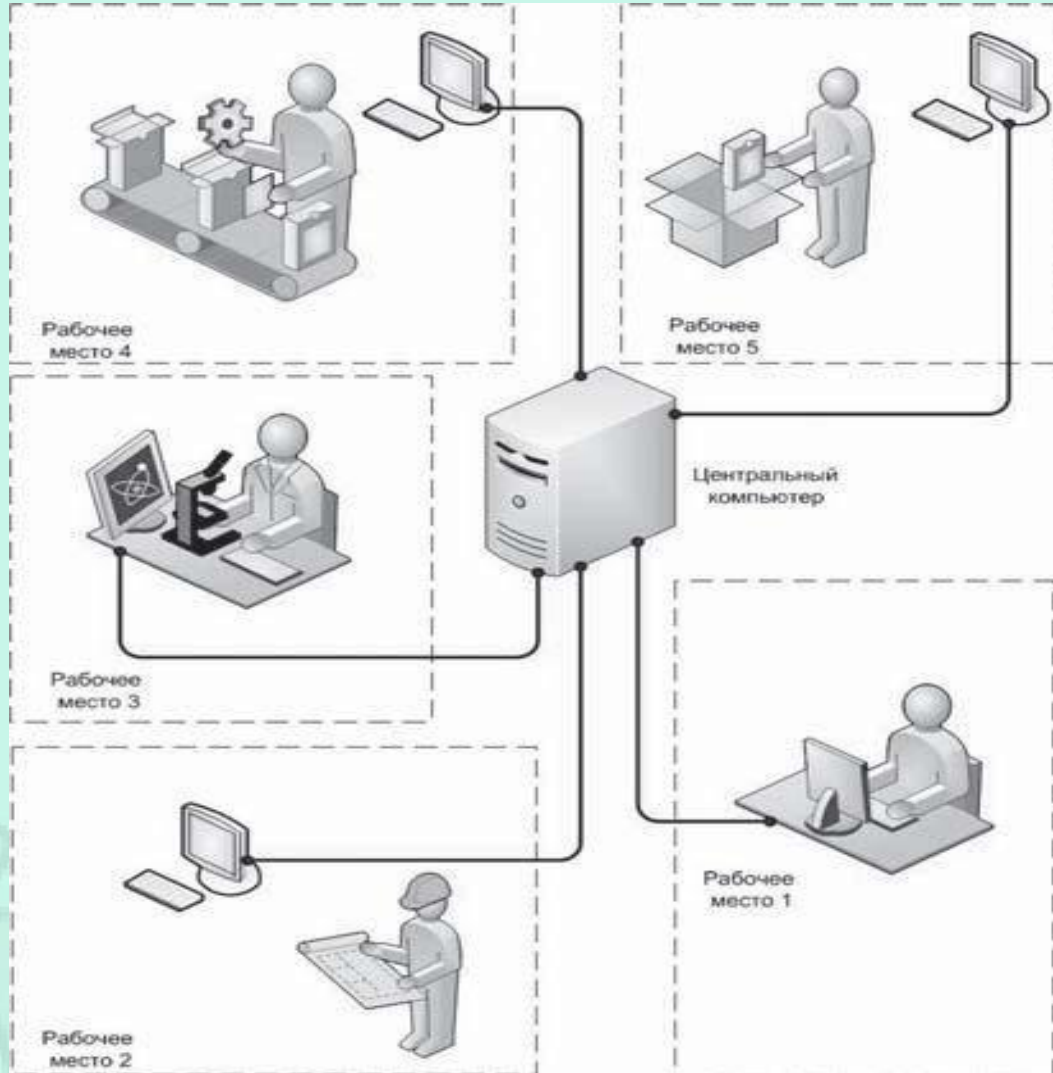 Рабочее
место 4
Рабочее
место 5
Центральный
компьютер
Рабочее
место 3
Рабочее
место 1
Рабочее
место 2